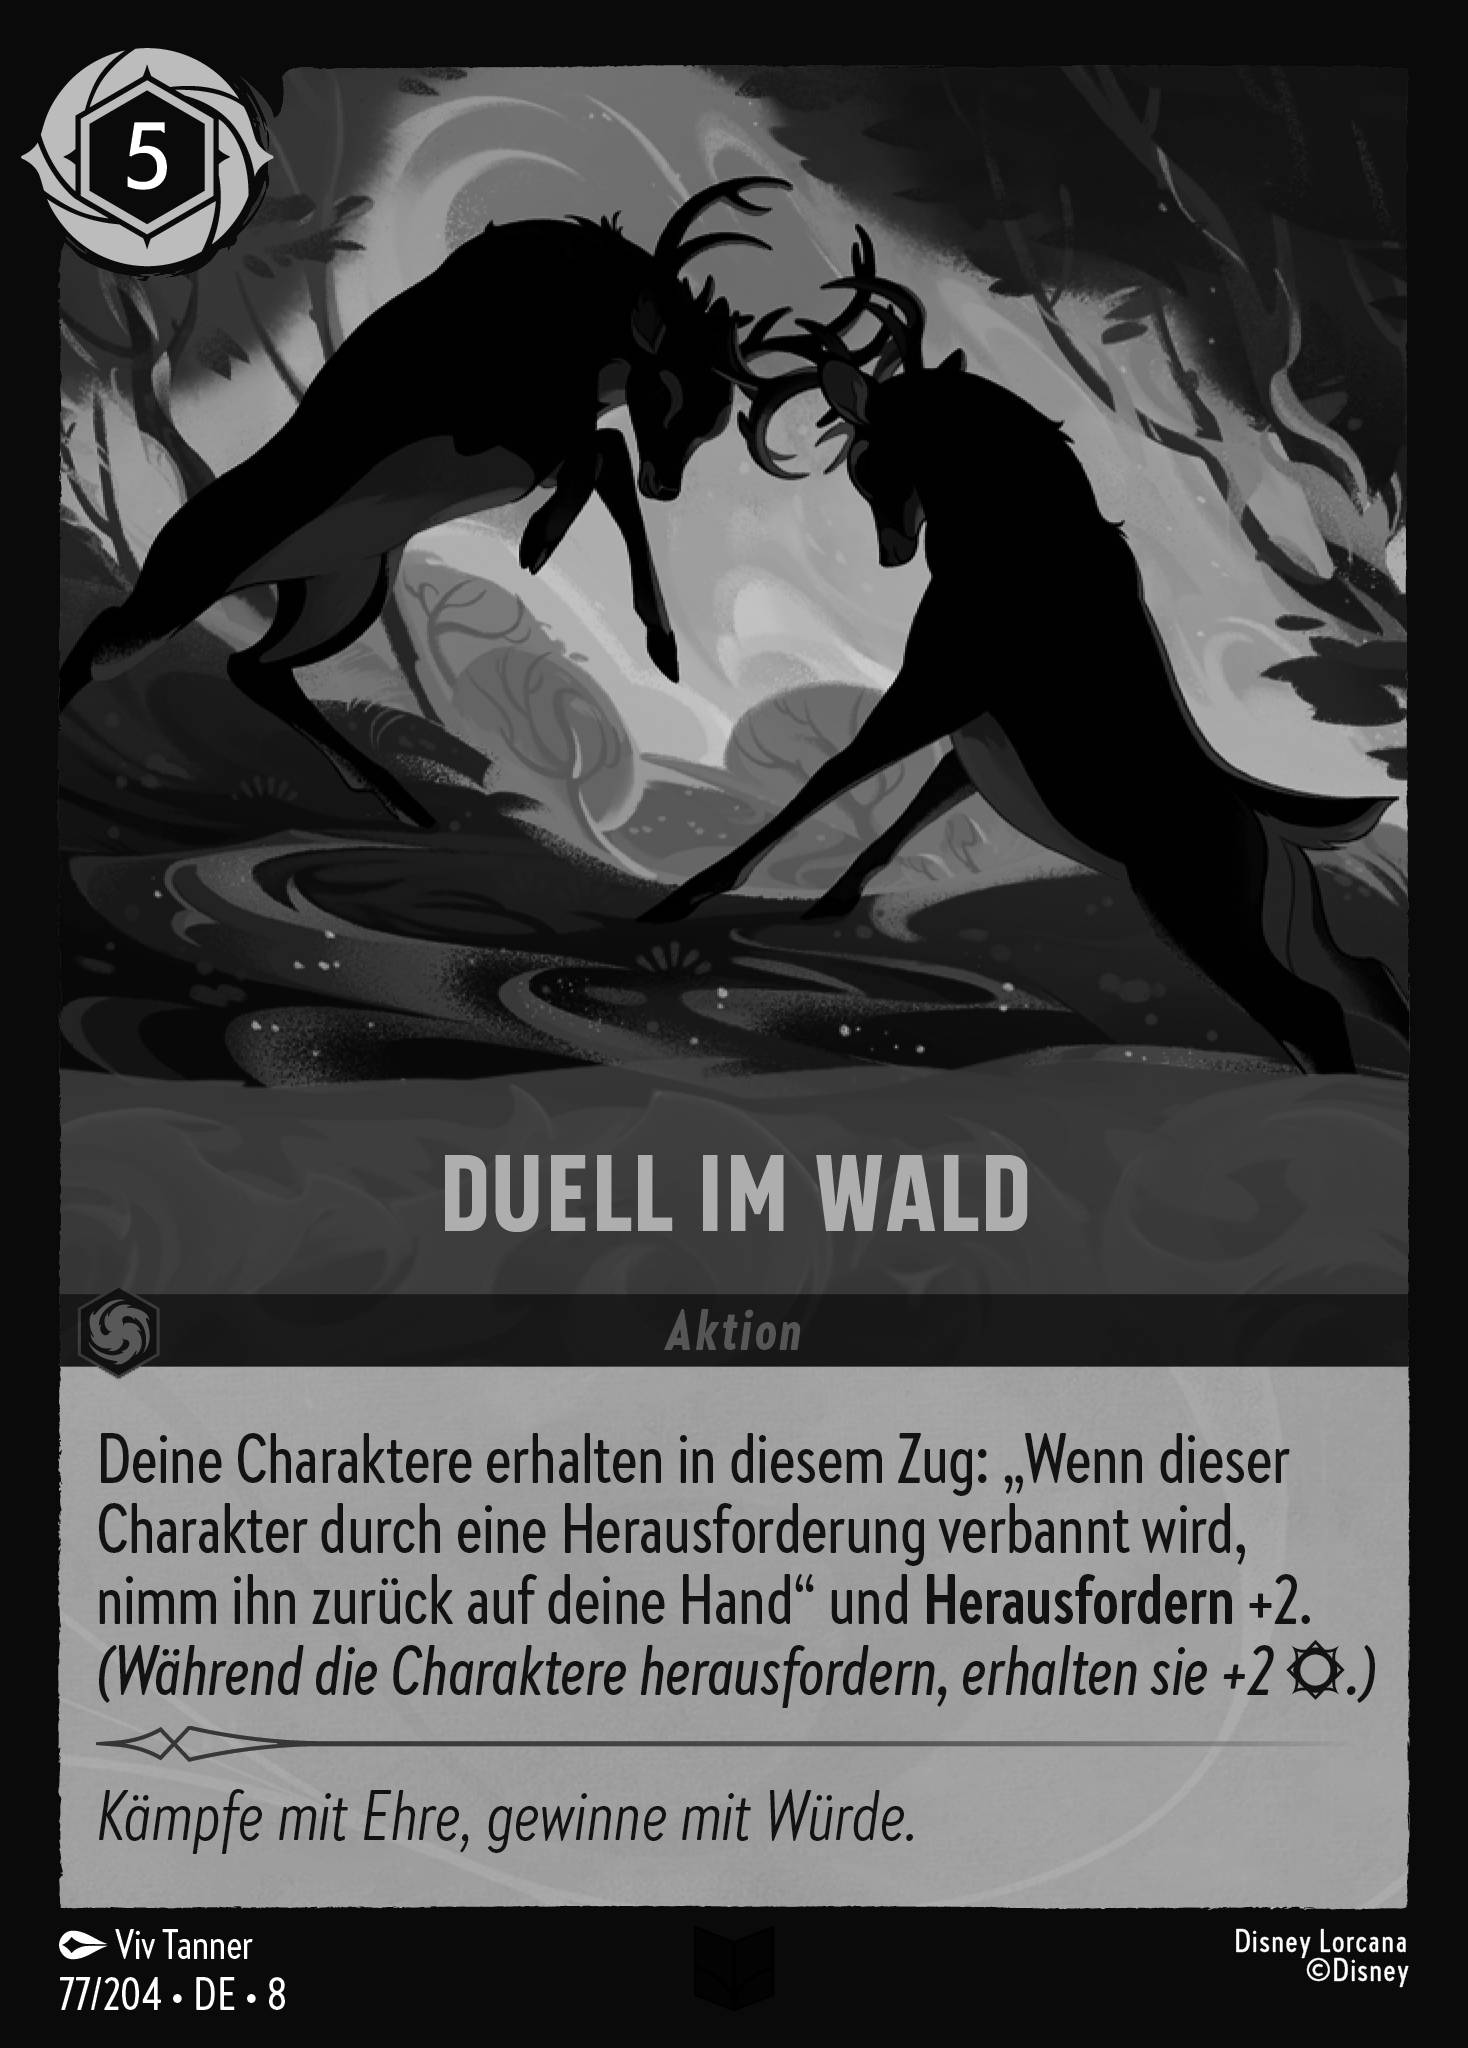 5
DUELL IM WALD
Aktion
Deine Charaktere erhalten in diesem Zug: „Wenn dieser
Charakter durch eine Herausforderung verbannt wird,
nimm ihn zurück auf deine Hand“ und Herausfordern +2.
(Während die Charaktere herausfordern, erhalten sie +2 .)
Kämpfe mit Ehre, gewinne mit Würde.
Viv Tanner
77/204 • DE • 8
Disney Lorcana
©Disney